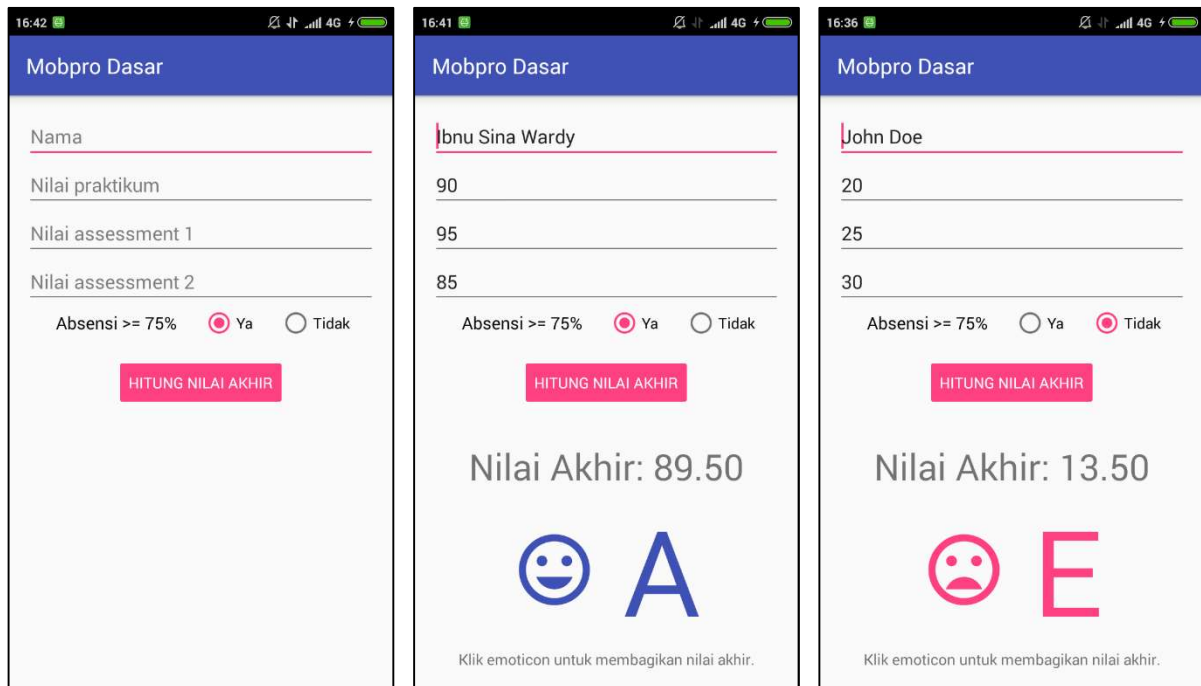 16:42 4G
Mobpro Dasar
Nama
Nilai praktikum
Nilai assessment 1
Nilai assessment 2
Absensi >= 75% Ya Tidak
HITUNG NILAI AKHIR
16:41 4G
Mobpro Dasar
Ibnu Sina Wardy
90
95
85
Absensi >= 75% Ya Tidak
HITUNG NILAI AKHIR
Nilai Akhir: 89.50
A
Klik emoticon untuk membagikan nilai akhir.
16:36 4G
Mobpro Dasar
John Doe
20
25
30
Absensi >= 75% Ya Tidak
HITUNG NILAI AKHIR
Nilai Akhir: 13.50
E
Klik emoticon untuk membagikan nilai akhir.